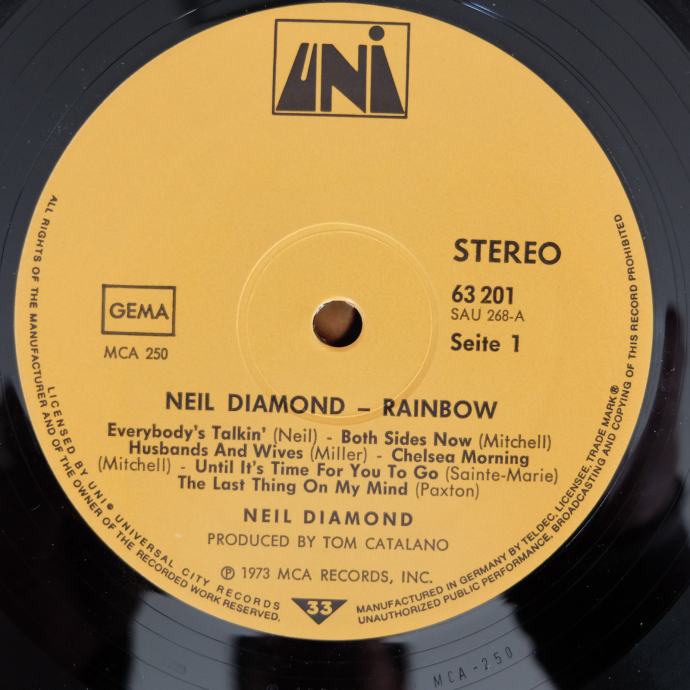 UNI
STEREO
63 201
SAU 268-A
Seite 1
GEMA
MCA 250
NEIL DIAMOND – RAINBOW
Everybody's Talkin' (Neil) - Both Sides Now (Mitchell)
Husbands And Wives (Miller) - Chelsea Morning
(Mitchell) - Until It's Time For You To Go (Sainte-Marie)
The Last Thing On My Mind (Paxton)
NEIL DIAMOND
PRODUCED BY TOM CATALANO
℗ 1973 MCA RECORDS, INC.
33
ALL RIGHTS OF THE MANUFACTURER AND OF THE OWNER OF THE RECORDED WORK RESERVED.
LICENSED BY UNI® UNIVERSAL CITY RECORDS
MANUFACTURED IN GERMANY BY TELDEC. LICENSEE, TRADE MARK ®
UNAUTHORIZED PUBLIC PERFORMANCE, BROADCASTING AND COPYING OF THIS RECORD PROHIBITED
MCA-250